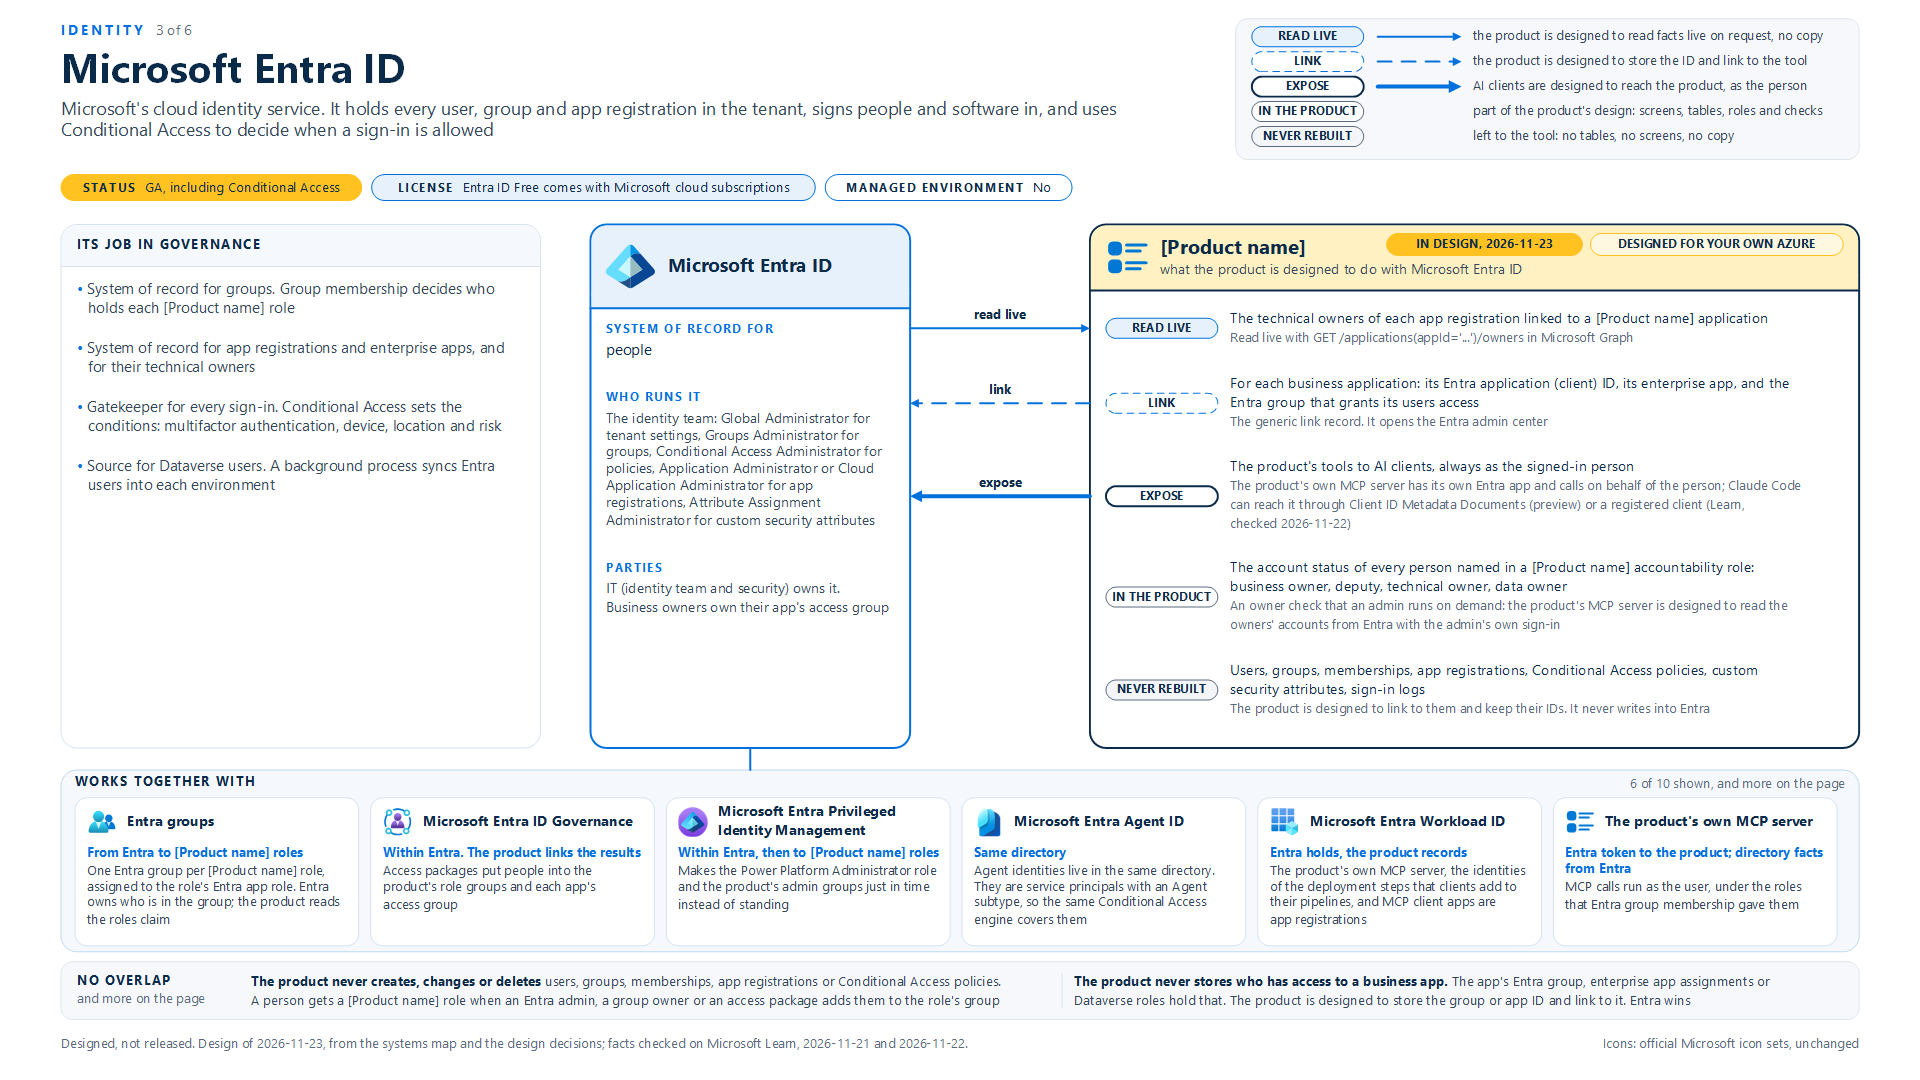 IDENTITY 3 of 6
Microsoft Entra ID
Microsoft's cloud identity service. It holds every user, group and app registration in the tenant, signs people and software in, and uses
Conditional Access to decide when a sign-in is allowed
READ LIVE the product is designed to read facts live on request, no copy
LINK the product is designed to store the ID and link to the tool
EXPOSE AI clients are designed to reach the product, as the person
IN THE PRODUCT part of the product's design: screens, tables, roles and checks
NEVER REBUILT left to the tool: no tables, no screens, no copy
STATUS GA, including Conditional Access
LICENSE Entra ID Free comes with Microsoft cloud subscriptions
MANAGED ENVIRONMENT No
ITS JOB IN GOVERNANCE
• System of record for groups. Group membership decides who
holds each [Product name] role
• System of record for app registrations and enterprise apps, and
for their technical owners
• Gatekeeper for every sign-in. Conditional Access sets the
conditions: multifactor authentication, device, location and risk
• Source for Dataverse users. A background process syncs Entra
users into each environment
Microsoft Entra ID
SYSTEM OF RECORD FOR
people
WHO RUNS IT
The identity team: Global Administrator for
tenant settings, Groups Administrator for
groups, Conditional Access Administrator for
policies, Application Administrator or Cloud
Application Administrator for app
registrations, Attribute Assignment
Administrator for custom security attributes
PARTIES
IT (identity team and security) owns it.
Business owners own their app's access group
read live
link
expose
[Product name]
IN DESIGN, 2026-11-23
DESIGNED FOR YOUR OWN AZURE
what the product is designed to do with Microsoft Entra ID
READ LIVE
The technical owners of each app registration linked to a [Product name] application
Read live with GET /applications(appId='...')/owners in Microsoft Graph
LINK
For each business application: its Entra application (client) ID, its enterprise app, and the
Entra group that grants its users access
The generic link record. It opens the Entra admin center
EXPOSE
The product's tools to AI clients, always as the signed-in person
The product's own MCP server has its own Entra app and calls on behalf of the person; Claude Code
can reach it through Client ID Metadata Documents (preview) or a registered client (Learn,
checked 2026-11-22)
IN THE PRODUCT
The account status of every person named in a [Product name] accountability role:
business owner, deputy, technical owner, data owner
An owner check that an admin runs on demand: the product's MCP server is designed to read the
owners' accounts from Entra with the admin's own sign-in
NEVER REBUILT
Users, groups, memberships, app registrations, Conditional Access policies, custom
security attributes, sign-in logs
The product is designed to link to them and keep their IDs. It never writes into Entra
WORKS TOGETHER WITH
6 of 10 shown, and more on the page
Entra groups
From Entra to [Product name] roles
One Entra group per [Product name] role,
assigned to the role's Entra app role. Entra
owns who is in the group; the product reads
the roles claim
Microsoft Entra ID Governance
Within Entra. The product links the results
Access packages put people into the
product's role groups and each app's
access group
Microsoft Entra Privileged
Identity Management
Within Entra, then to [Product name] roles
Makes the Power Platform Administrator role
and the product's admin groups just in time
instead of standing
Microsoft Entra Agent ID
Same directory
Agent identities live in the same directory.
They are service principals with an Agent
subtype, so the same Conditional Access
engine covers them
Microsoft Entra Workload ID
Entra holds, the product records
The product's own MCP server, the identities
of the deployment steps that clients add to
their pipelines, and MCP client apps are
app registrations
The product's own MCP server
Entra token to the product; directory facts
from Entra
MCP calls run as the user, under the roles
that Entra group membership gave them
NO OVERLAP
and more on the page
The product never creates, changes or deletes users, groups, memberships, app registrations or Conditional Access policies.
A person gets a [Product name] role when an Entra admin, a group owner or an access package adds them to the role's group
The product never stores who has access to a business app. The app's Entra group, enterprise app assignments or
Dataverse roles hold that. The product is designed to store the group or app ID and link to it. Entra wins
Designed, not released. Design of 2026-11-23, from the systems map and the design decisions; facts checked on Microsoft Learn, 2026-11-21 and 2026-11-22.
Icons: official Microsoft icon sets, unchanged